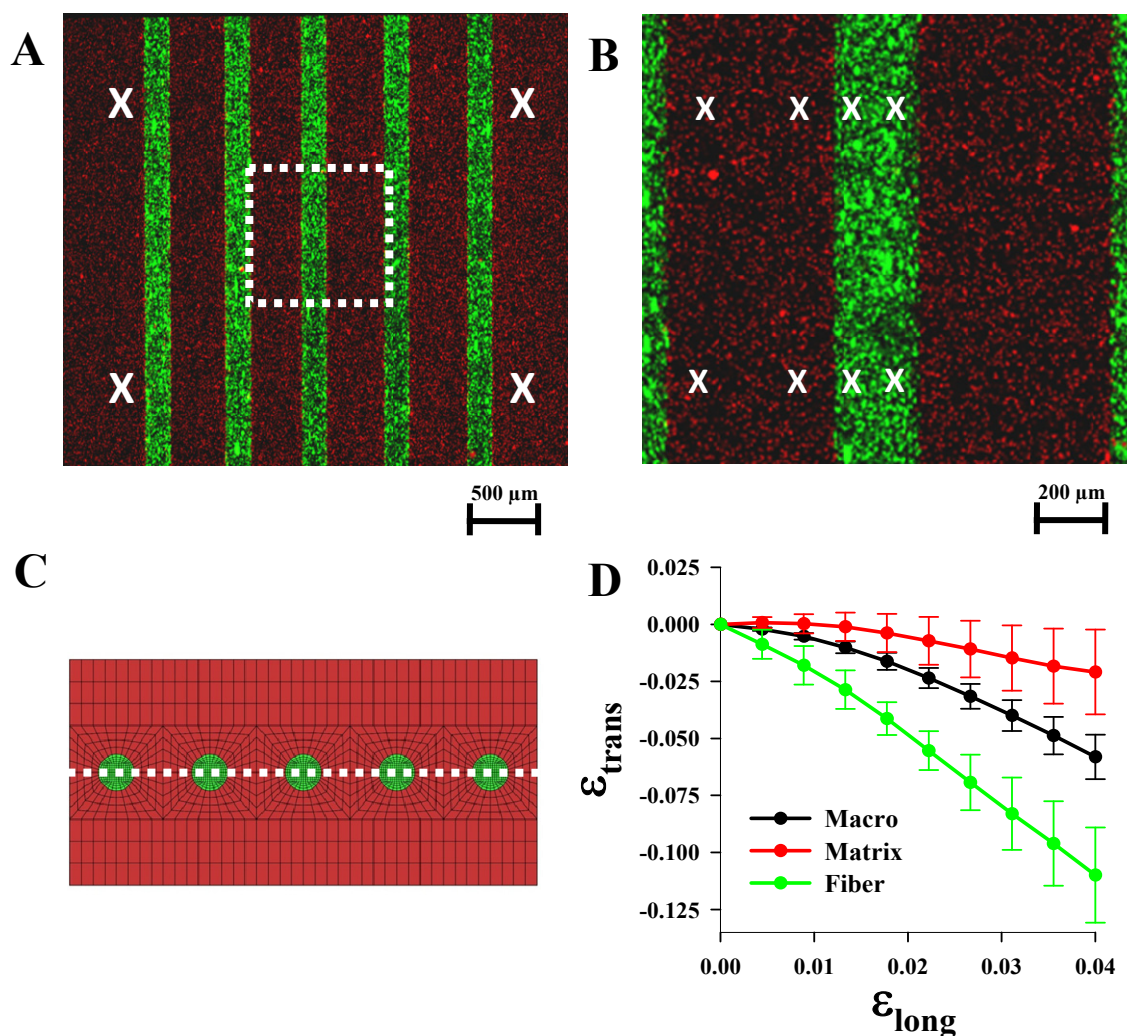 A
X X
X X
500 µm
B
X X X X
X X X X
200 µm
C
D
0.025
0.000
-0.025
-0.050
-0.075
-0.100
-0.125
εtrans
Macro
Matrix
Fiber
0.00 0.01 0.02 0.03 0.04
εlong